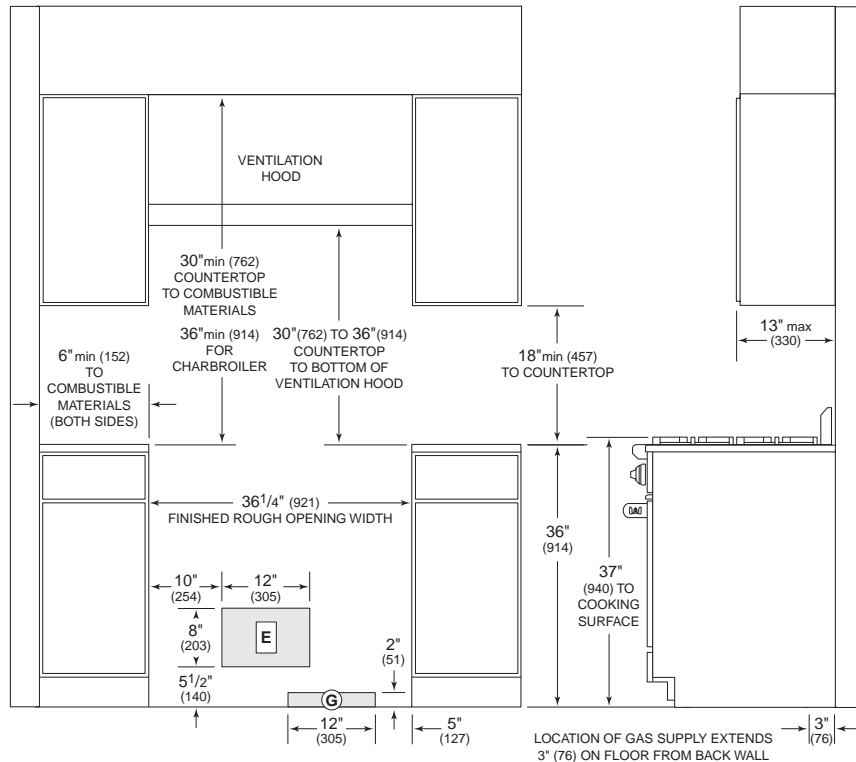 VENTILATION
HOOD
30" min (762)
COUNTERTOP
TO COMBUSTIBLE
MATERIALS
36" min (914)
FOR
CHARBROILER
30" (762) TO 36" (914)
COUNTERTOP
TO BOTTOM OF
VENTILATION HOOD
6" min (152)
TO
COMBUSTIBLE
MATERIALS
(BOTH SIDES)
18" min (457)
TO COUNTERTOP
13" max
(330)
36 1/4" (921)
FINISHED ROUGH OPENING WIDTH
36"
(914)
37"
(940) TO
COOKING
SURFACE
10"
(254)
12"
(305)
8"
(203)
E
5 1/2"
(140)
2"
(51)
G
12"
(305)
5"
(127)
3"
(76)
LOCATION OF GAS SUPPLY EXTENDS
3" (76) ON FLOOR FROM BACK WALL